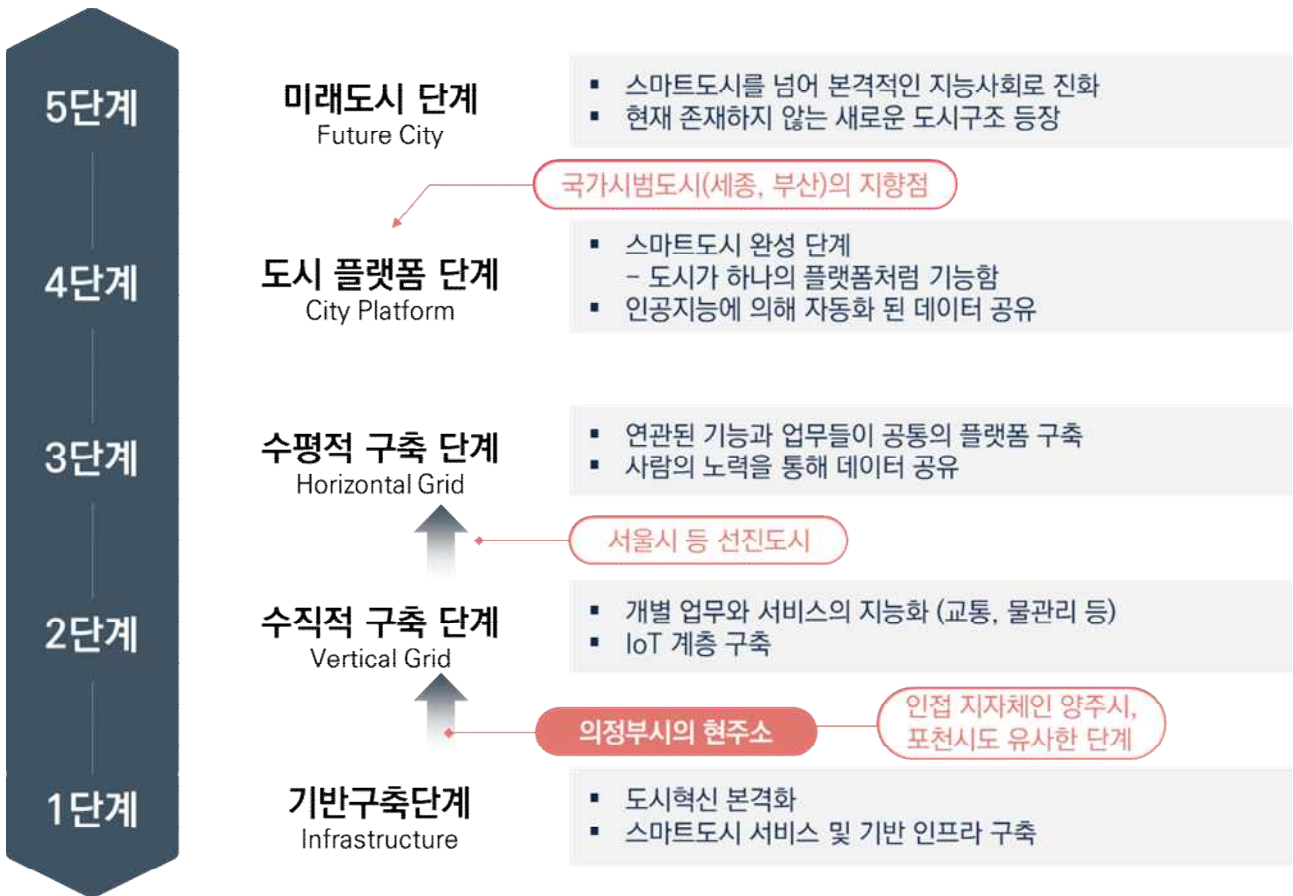 5단계
미래도시 단계
Future City
▪ 스마트도시를 넘어 본격적인 지능사회로 진화
▪ 현재 존재하지 않는 새로운 도시구조 등장
국가시범도시(세종, 부산)의 지향점
4단계
도시 플랫폼 단계
City Platform
▪ 스마트도시 완성 단계
– 도시가 하나의 플랫폼처럼 기능함
▪ 인공지능에 의해 자동화 된 데이터 공유
3단계
수평적 구축 단계
Horizontal Grid
▪ 연관된 기능과 업무들이 공통의 플랫폼 구축
▪ 사람의 노력을 통해 데이터 공유
서울시 등 선진도시
2단계
수직적 구축 단계
Vertical Grid
▪ 개별 업무와 서비스의 지능화 (교통, 물관리 등)
▪ IoT 계층 구축
의정부시의 현주소
인접 지자체인 양주시,
포천시도 유사한 단계
1단계
기반구축단계
Infrastructure
▪ 도시혁신 본격화
▪ 스마트도시 서비스 및 기반 인프라 구축